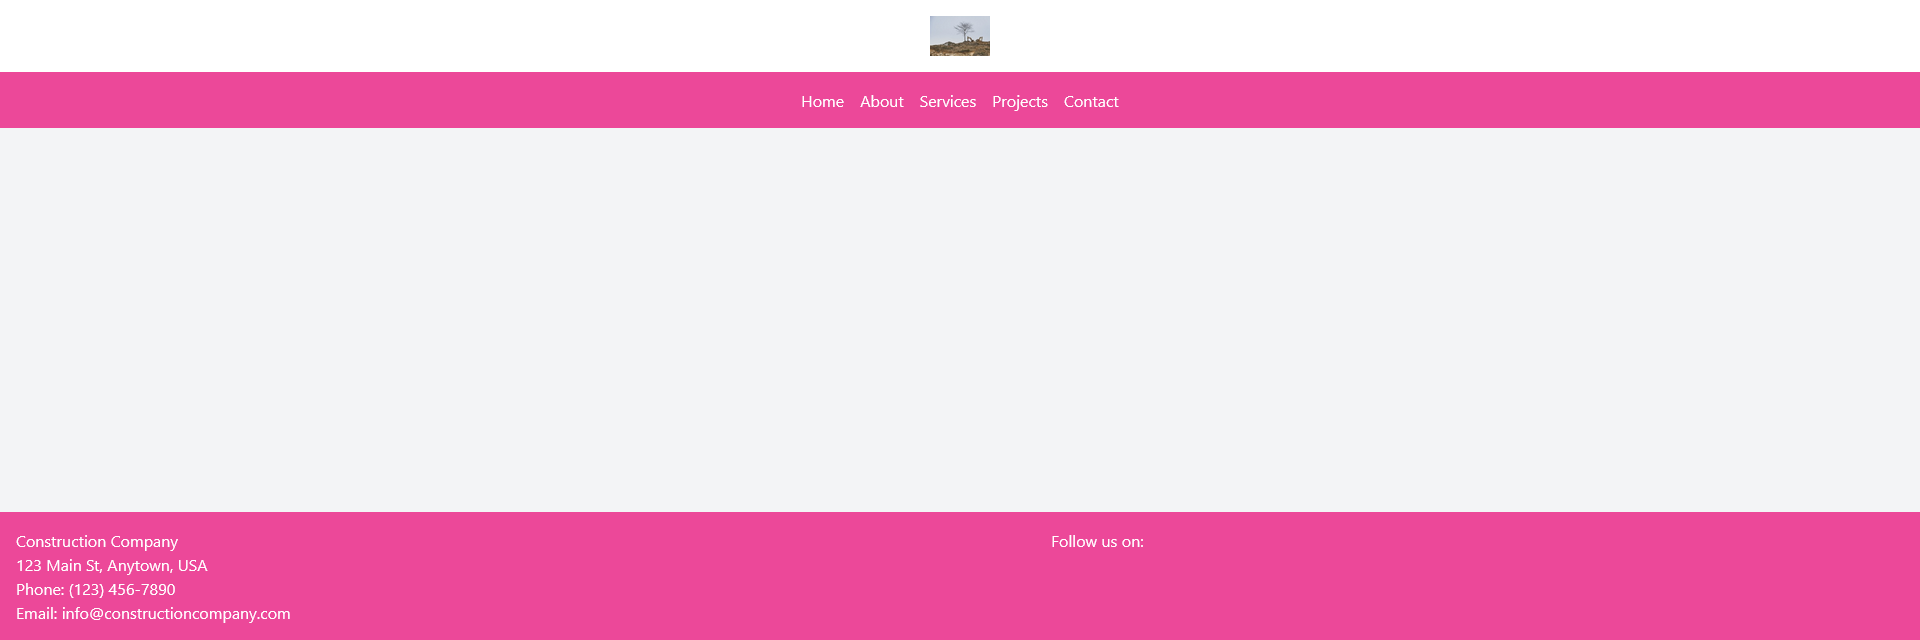 Home About Services Projects Contact
Construction Company
123 Main St, Anytown, USA
Phone: (123) 456-7890
Email: info@constructioncompany.com
Follow us on: